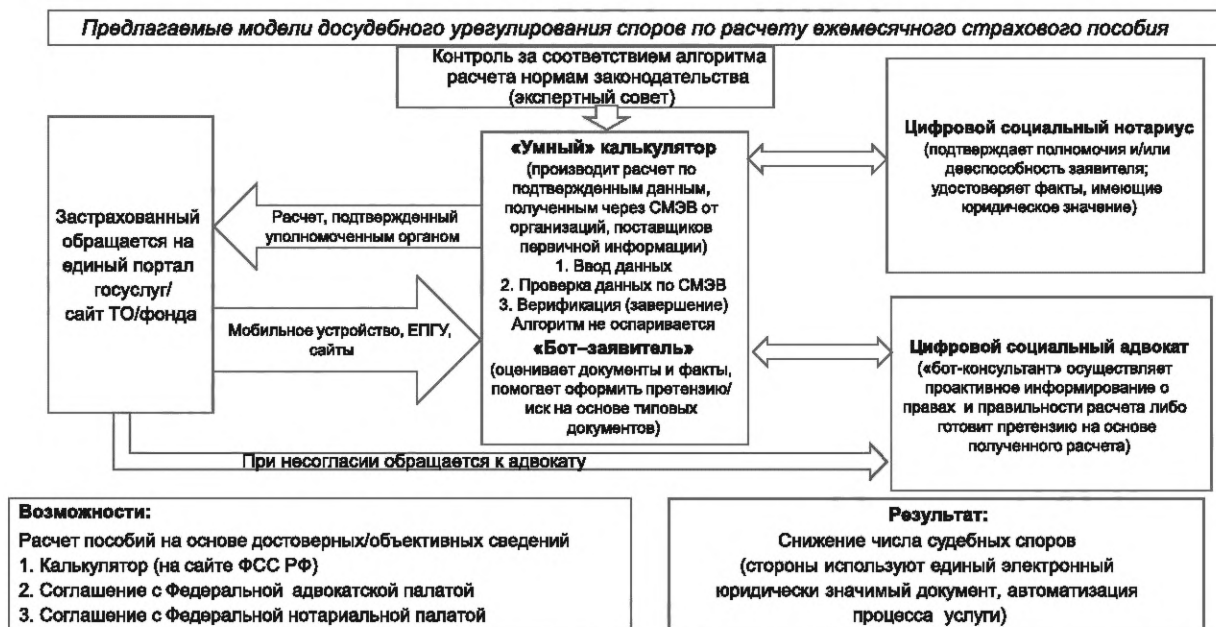 Предлагаемые модели досудебного урегулирования споров по расчету ежемесячного страхового пособия
Контроль за соответствием алгоритма
расчета нормам законодательства
(экспертный совет)
Застрахованный
обращается на
единый портал
госуслуг/
сайт ТО/фонда
Расчет, подтвержденный
уполномоченным органом
Мобильное устройство, ЕПГУ,
сайты
«Умный» калькулятор
(производит расчет по
подтвержденным данным,
полученным через СМЭВ от
организаций, поставщиков
первичной информации)
1. Ввод данных
2. Проверка данных по СМЭВ
3. Верификация (завершение)
Алгоритм не оспаривается
«Бот–заявитель»
(оценивает документы и факты,
помогает оформить претензию/
иск на основе типовых
документов)
Цифровой социальный нотариус
(подтверждает полномочия и/или
дееспособность заявителя;
удостоверяет факты, имеющие
юридическое значение)
Цифровой социальный адвокат
(«бот-консультант» осуществляет
проактивное информирование о
правах и правильности расчета либо
готовит претензию на основе
полученного расчета)
При несогласии обращается к адвокату
Возможности:
Расчет пособий на основе достоверных/объективных сведений
1. Калькулятор (на сайте ФСС РФ)
2. Соглашение с Федеральной адвокатской палатой
3. Соглашение с Федеральной нотариальной палатой
Результат:
Снижение числа судебных споров
(стороны используют единый электронный
юридически значимый документ, автоматизация
процесса услуги)